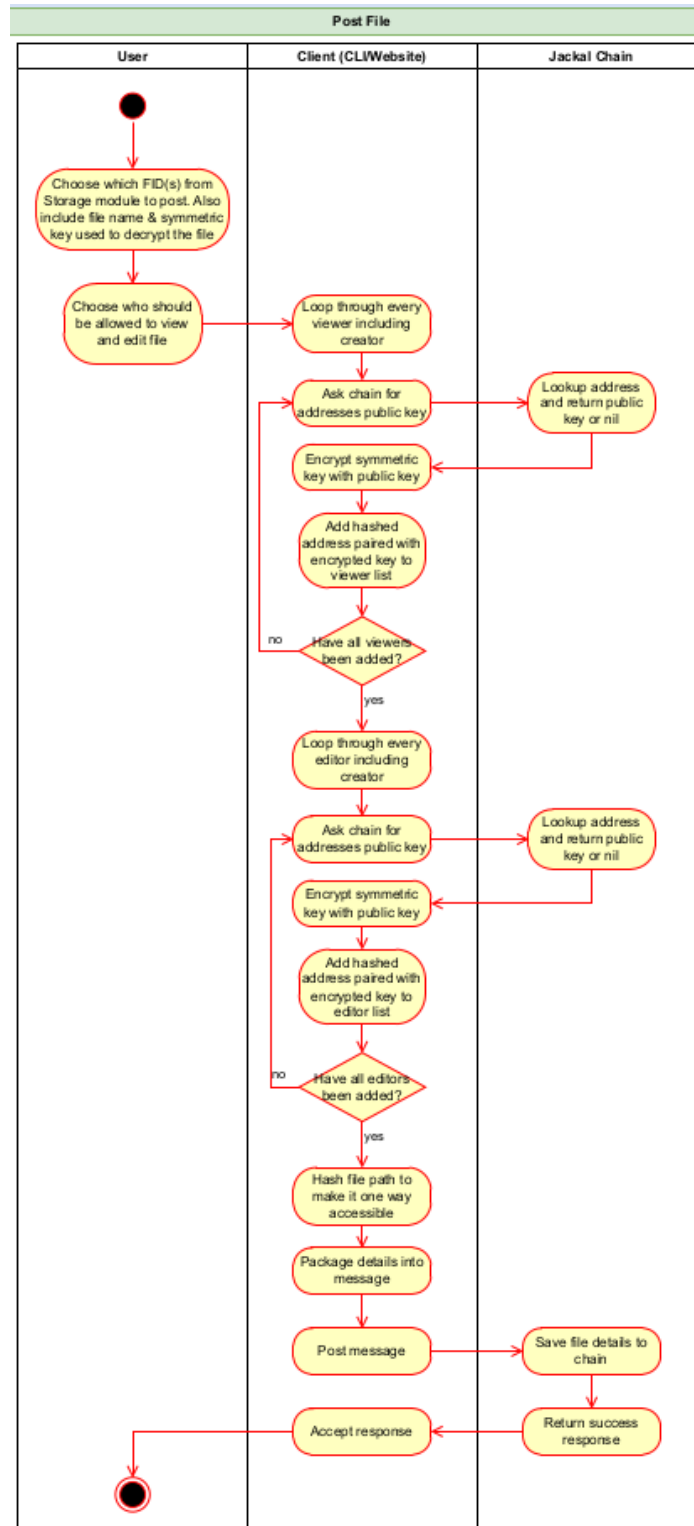 Post File
User
Client (CLI/Website)
Jackal Chain
Choose which FID(s) from
Storage module to post. Also
include file name & symmetric
key used to decrypt the file
Choose who should
be allowed to view
and edit file
Loop through every
viewer including
creator
Ask chain for
addresses public key
Lookup address
and return public
key or nil
Encrypt symmetric
key with public key
Add hashed
address paired with
encrypted key to
viewer list
no
Have all viewers
been added?
yes
Loop through every
editor including
creator
Ask chain for
addresses public key
Lookup address
and return public
key or nil
Encrypt symmetric
key with public key
Add hashed
address paired with
encrypted key to
editor list
no
Have all editors
been added?
yes
Hash file path to
make it one way
accessible
Package details into
message
Post message
Save file details to
chain
Accept response
Return success
response